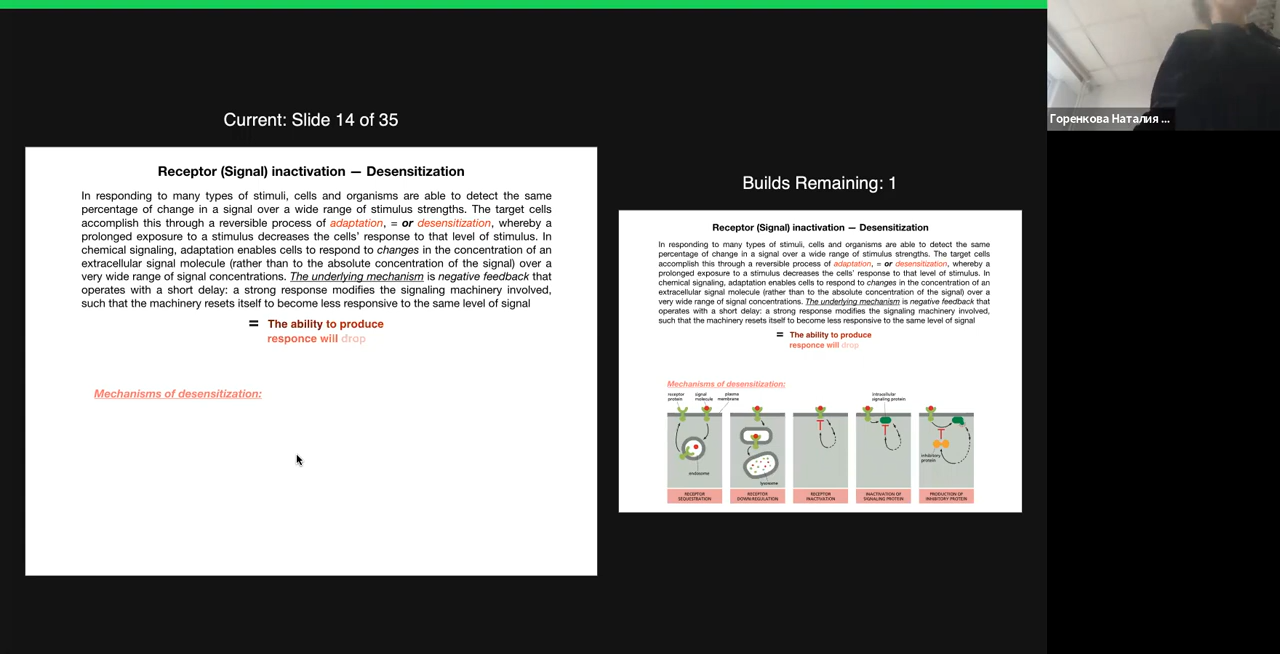 Current: Slide 14 of 35
Receptor (Signal) inactivation — Desensitization
In responding to many types of stimuli, cells and organisms are able to detect the same
percentage of change in a signal over a wide range of stimulus strengths. The target cells
accomplish this through a reversible process of adaptation, = or desensitization, whereby a
prolonged exposure to a stimulus decreases the cells' response to that level of stimulus. In
chemical signaling, adaptation enables cells to respond to changes in the concentration of an
extracellular signal molecule (rather than to the absolute concentration of the signal) over a
very wide range of signal concentrations. The underlying mechanism is negative feedback that
operates with a short delay: a strong response modifies the signaling machinery involved,
such that the machinery resets itself to become less responsive to the same level of signal
= The ability to produce
responce will drop
Mechanisms of desensitization:
Builds Remaining: 1
Receptor (Signal) inactivation — Desensitization
In responding to many types of stimuli, cells and organisms are able to detect the same
percentage of change in a signal over a wide range of stimulus strengths. The target cells
accomplish this through a reversible process of adaptation, = or desensitization, whereby a
prolonged exposure to a stimulus decreases the cells' response to that level of stimulus. In
chemical signaling, adaptation enables cells to respond to changes in the concentration of an
extracellular signal molecule (rather than to the absolute concentration of the signal) over a
very wide range of signal concentrations. The underlying mechanism is negative feedback that
operates with a short delay: a strong response modifies the signaling machinery involved,
such that the machinery resets itself to become less responsive to the same level of signal
= The ability to produce
responce will drop
Mechanisms of desensitization:
receptor protein
signal molecule
plasma membrane
intracellular signaling protein
endosome
lysosome
inhibitory protein
RECEPTOR SEQUESTRATION
RECEPTOR DOWN-REGULATION
RECEPTOR INACTIVATION
INACTIVATION OF SIGNALING PROTEIN
PRODUCTION OF INHIBITORY PROTEIN
Горенкова Наталия ...